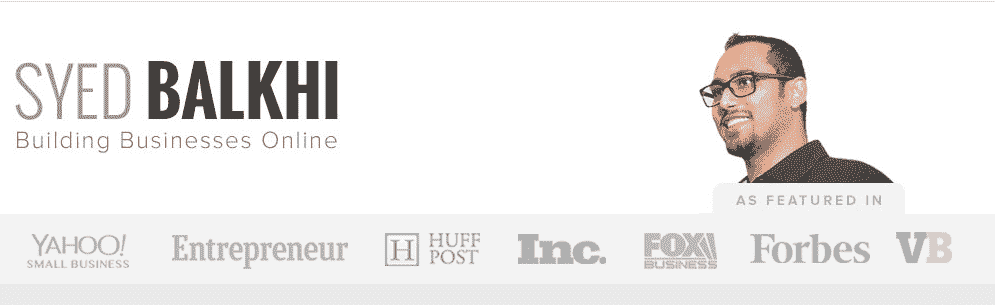 SYED BALKHI
Building Businesses Online
AS FEATURED IN
YAHOO!
SMALL BUSINESS
Entrepreneur
H HUFF
POST
Inc.
FOX
BUSINESS
Forbes
VB